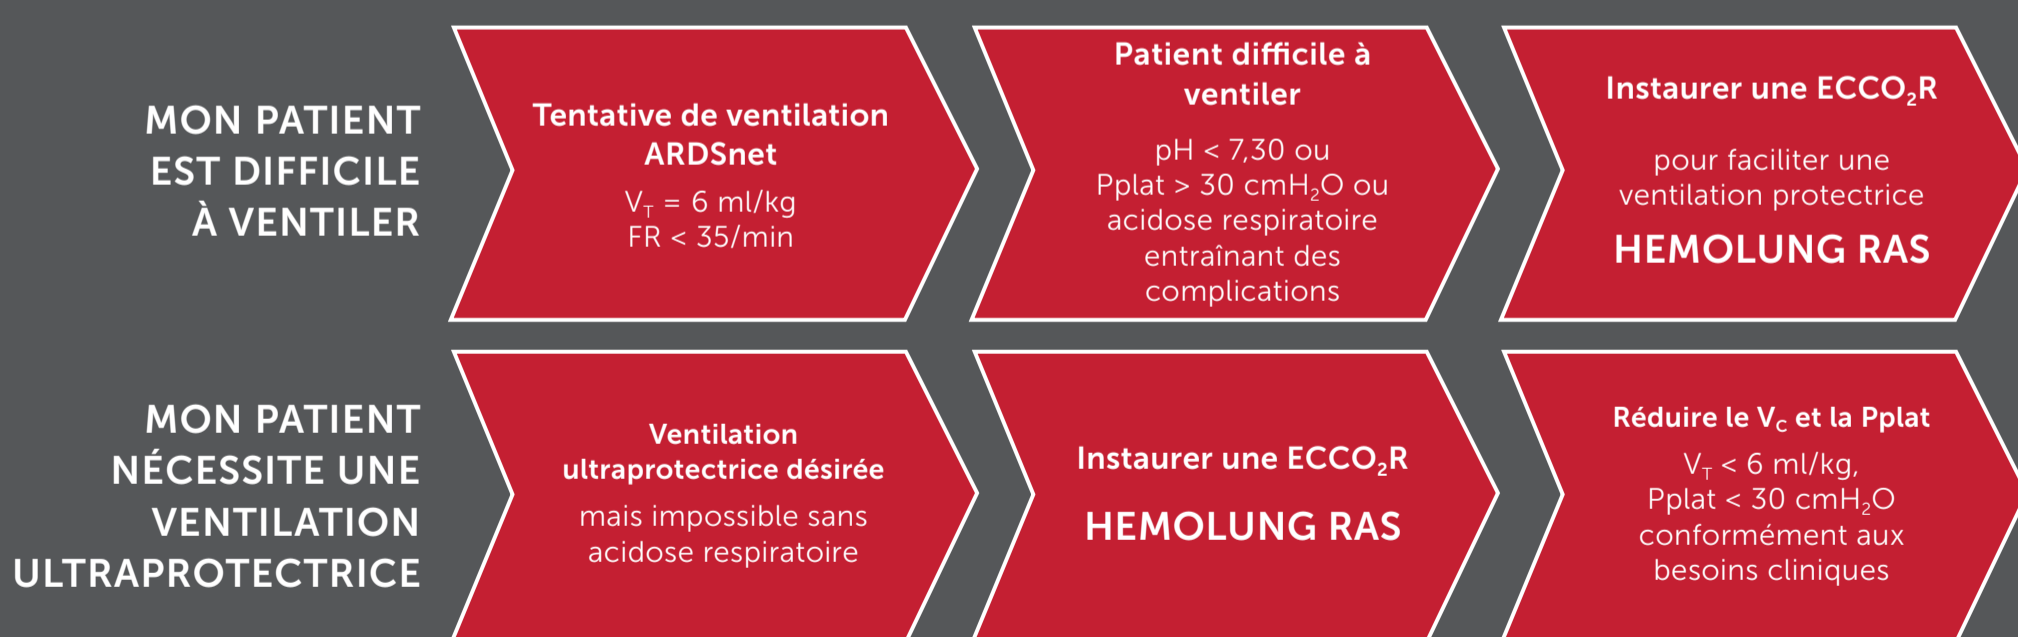 MON PATIENT
EST DIFFICILE
À VENTILER
Tentative de ventilation
ARDSnet
V_T = 6 ml/kg
FR < 35/min
Patient difficile à
ventiler
pH < 7,30 ou
Pplat > 30 cmH₂O ou
acidose respiratoire
entraînant des
complications
Instaurer une ECCO₂R
pour faciliter une
ventilation protectrice
HEMOLUNG RAS
MON PATIENT
NÉCESSITE UNE
VENTILATION
ULTRAPROTECTRICE
Ventilation
ultraprotectrice désirée
mais impossible sans
acidose respiratoire
Instaurer une ECCO₂R
HEMOLUNG RAS
Réduire le V_C et la Pplat
V_T < 6 ml/kg,
Pplat < 30 cmH₂O
conformément aux
besoins cliniques